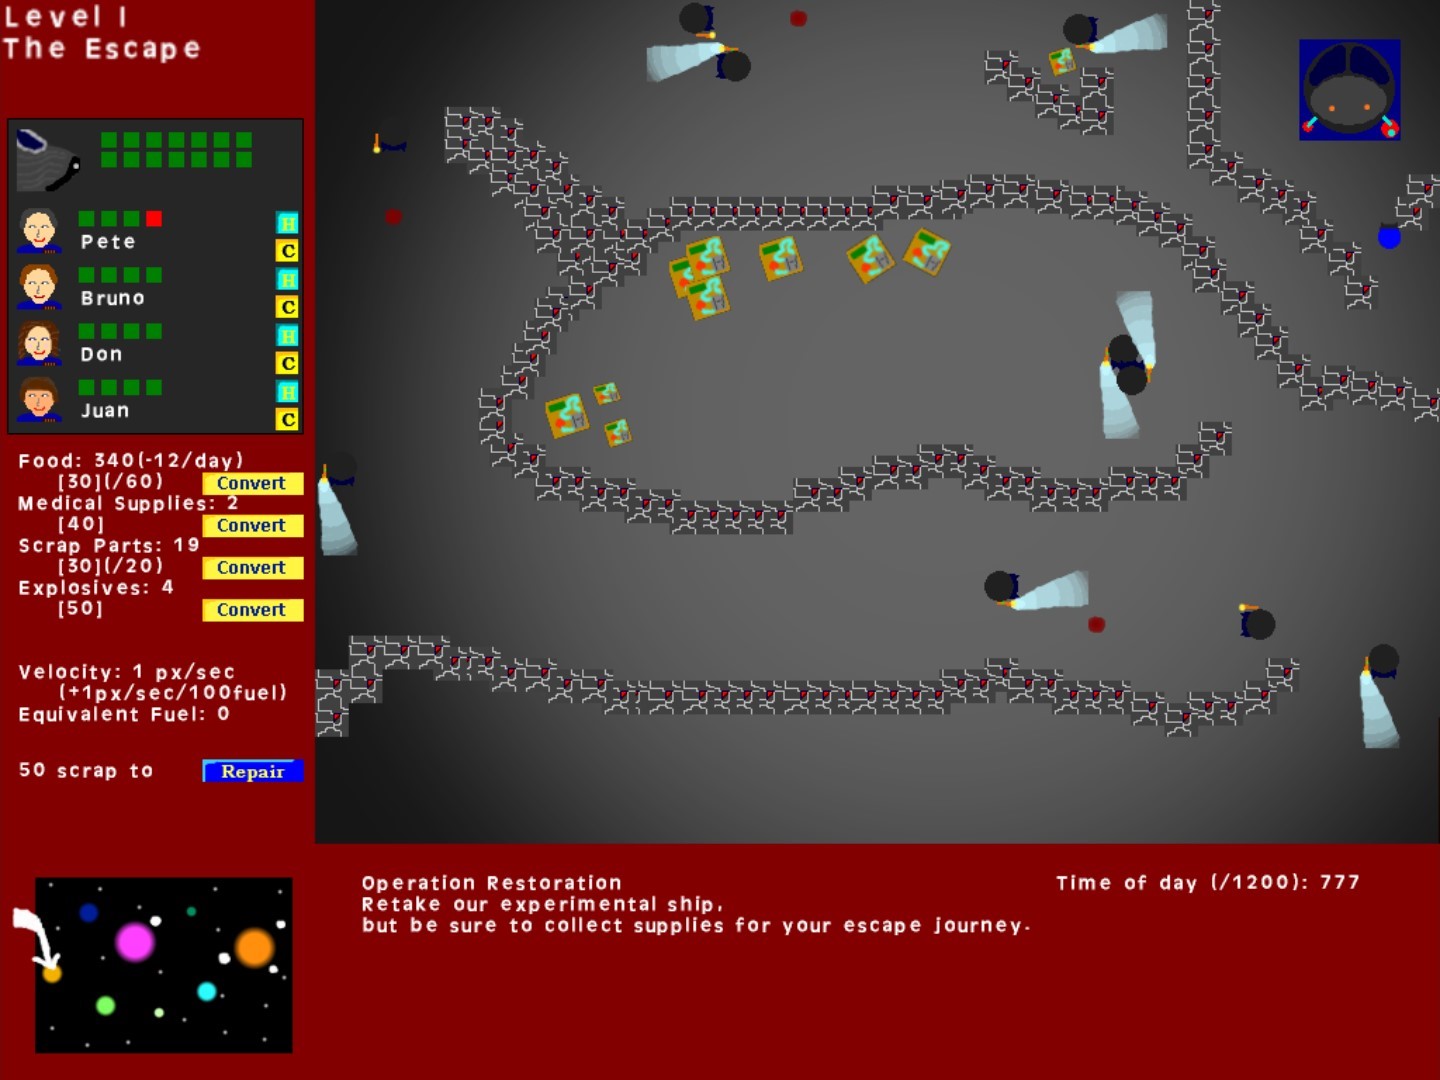 Level 1
The Escape
Pete
H
C
Bruno
H
C
Don
H
C
Juan
H
C
Food: 340(-12/day)
[30](/60) Convert
Medical Supplies: 2
[40] Convert
Scrap Parts: 19
[30](/20) Convert
Explosives: 4
[50] Convert
Velocity: 1 px/sec
(+1px/sec/100fuel)
Equivalent Fuel: 0
50 scrap to Repair
Operation Restoration
Retake our experimental ship,
but be sure to collect supplies for your escape journey.
Time of day (/1200): 777